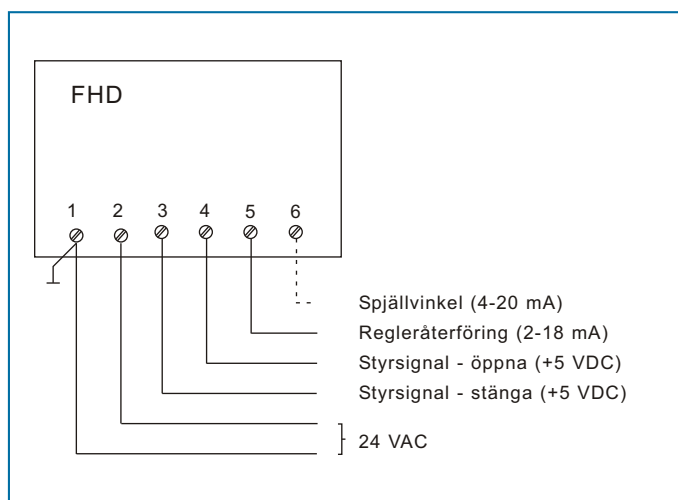 FHD
1 2 3 4 5 6
Spjällvinkel (4-20 mA)
Regleråterföring (2-18 mA)
Styrsignal - öppna (+5 VDC)
Styrsignal - stänga (+5 VDC)
24 VAC